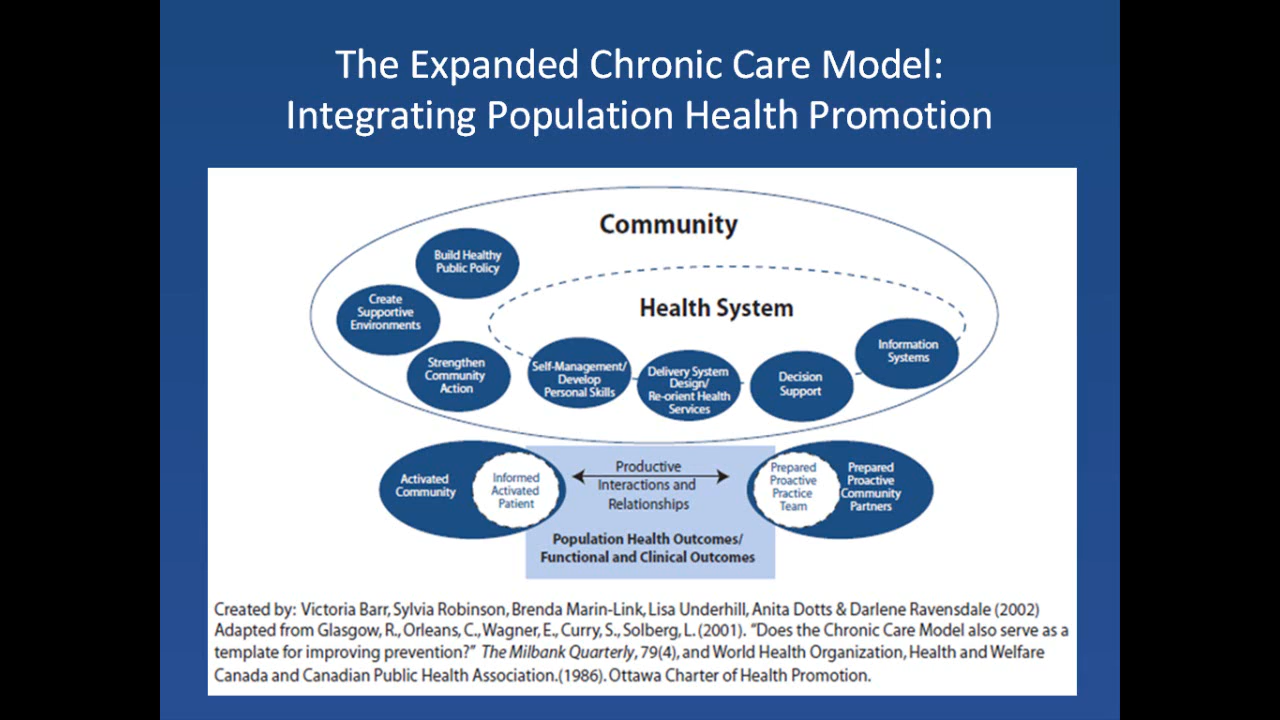 The Expanded Chronic Care Model:
Integrating Population Health Promotion
Community
Build Healthy
Public Policy
Create
Supportive
Environments
Strengthen
Community
Action
Health System
Self-Management/
Develop
Personal Skills
Delivery System
Design/
Re-orient Health
Services
Decision
Support
Information
Systems
Activated
Community
Informed
Activated
Patient
Productive
Interactions and
Relationships
Prepared
Proactive
Practice
Team
Prepared
Proactive
Community
Partners
Population Health Outcomes/
Functional and Clinical Outcomes
Created by: Victoria Barr, Sylvia Robinson, Brenda Marin-Link, Lisa Underhill, Anita Dotts & Darlene Ravensdale (2002)
Adapted from Glasgow, R., Orleans, C., Wagner, E., Curry, S., Solberg, L. (2001). "Does the Chronic Care Model also serve as a
template for improving prevention?" The Milbank Quarterly, 79(4), and World Health Organization, Health and Welfare
Canada and Canadian Public Health Association.(1986). Ottawa Charter of Health Promotion.